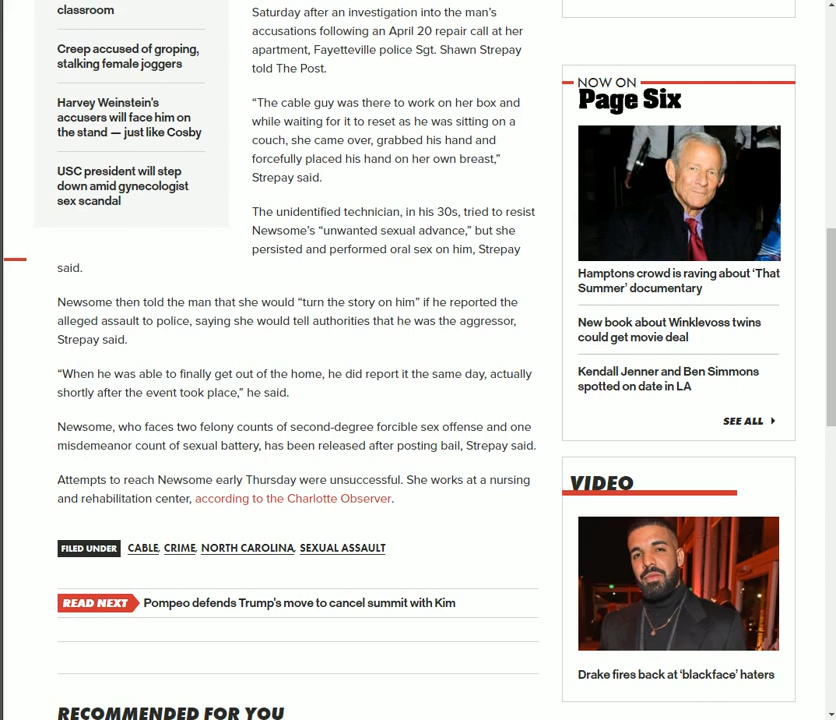 classroom
Creep accused of groping,
stalking female joggers
Harvey Weinstein's
accusers will face him on
the stand — just like Cosby
USC president will step
down amid gynecologist
sex scandal
Saturday after an investigation into the man's
accusations following an April 20 repair call at her
apartment, Fayetteville police Sgt. Shawn Strepay
told The Post.
“The cable guy was there to work on her box and
while waiting for it to reset as he was sitting on a
couch, she came over, grabbed his hand and
forcefully placed his hand on her own breast,”
Strepay said.
The unidentified technician, in his 30s, tried to resist
Newsome's “unwanted sexual advance,” but she
persisted and performed oral sex on him, Strepay
said.
Newsome then told the man that she would “turn the story on him” if he reported the
alleged assault to police, saying she would tell authorities that he was the aggressor,
Strepay said.
“When he was able to finally get out of the home, he did report it the same day, actually
shortly after the event took place,” he said.
Newsome, who faces two felony counts of second-degree forcible sex offense and one
misdemeanor count of sexual battery, has been released after posting bail, Strepay said.
Attempts to reach Newsome early Thursday were unsuccessful. She works at a nursing
and rehabilitation center, according to the Charlotte Observer.
FILED UNDER CABLE, CRIME, NORTH CAROLINA, SEXUAL ASSAULT
READ NEXT Pompeo defends Trump's move to cancel summit with Kim
RECOMMENDED FOR YOU
NOW ON
Page Six
Hamptons crowd is raving about ‘That
Summer’ documentary
New book about Winklevoss twins
could get movie deal
Kendall Jenner and Ben Simmons
spotted on date in LA
SEE ALL
VIDEO
Drake fires back at ‘blackface’ haters